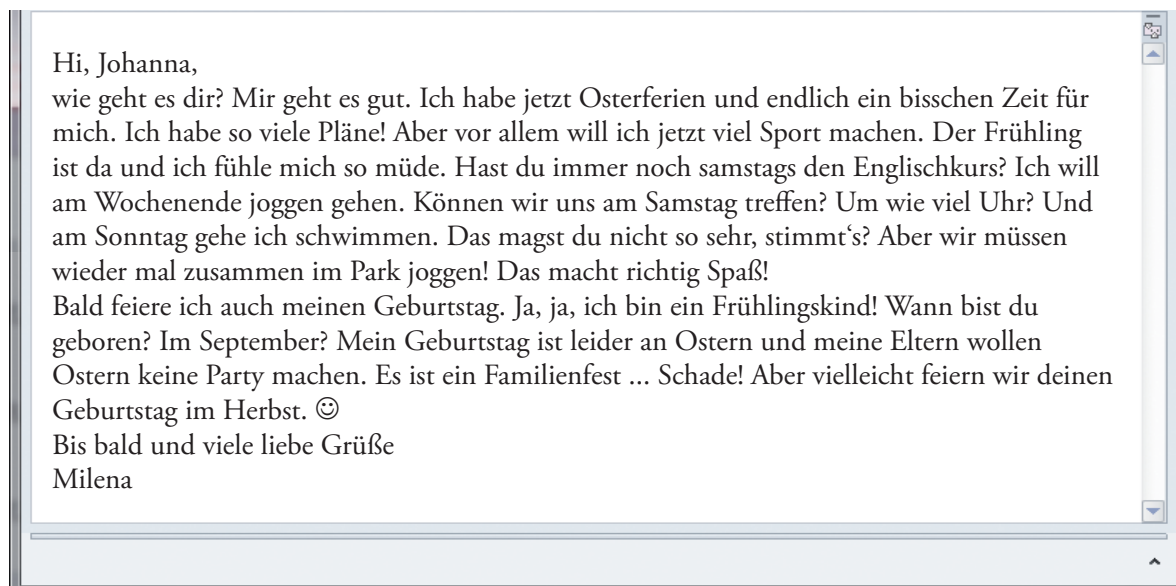 Hi, Johanna,
wie geht es dir? Mir geht es gut. Ich habe jetzt Osterferien und endlich ein bisschen Zeit für
mich. Ich habe so viele Pläne! Aber vor allem will ich jetzt viel Sport machen. Der Frühling
ist da und ich fühle mich so müde. Hast du immer noch samstags den Englischkurs? Ich will
am Wochenende joggen gehen. Können wir uns am Samstag treffen? Um wie viel Uhr? Und
am Sonntag gehe ich schwimmen. Das magst du nicht so sehr, stimmt‘s? Aber wir müssen
wieder mal zusammen im Park joggen! Das macht richtig Spaß!
Bald feiere ich auch meinen Geburtstag. Ja, ja, ich bin ein Frühlingskind! Wann bist du
geboren? Im September? Mein Geburtstag ist leider an Ostern und meine Eltern wollen
Ostern keine Party machen. Es ist ein Familienfest ... Schade! Aber vielleicht feiern wir deinen
Geburtstag im Herbst. ☺
Bis bald und viele liebe Grüße
Milena